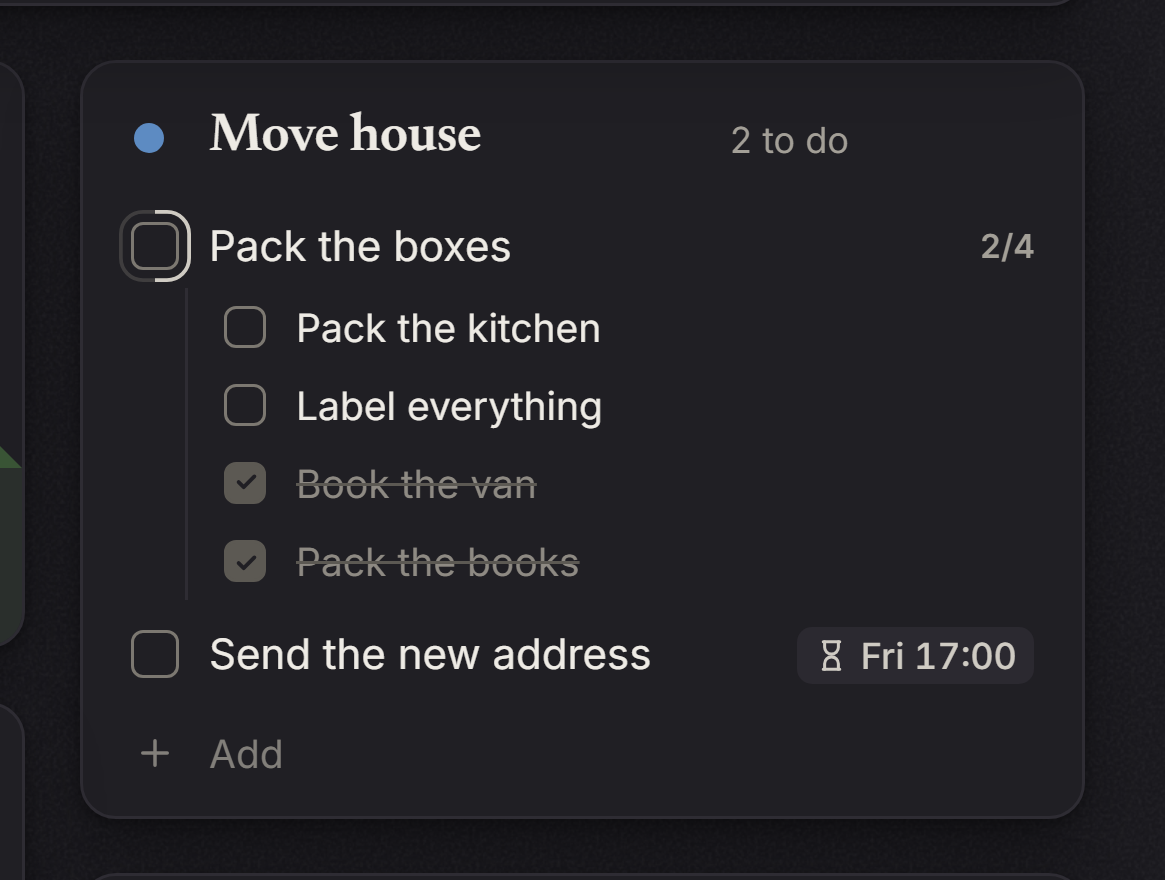 Move house
2 to do
Pack the boxes
2/4
Pack the kitchen
Label everything
Book the van
Pack the books
Send the new address
Fri 17:00
Add